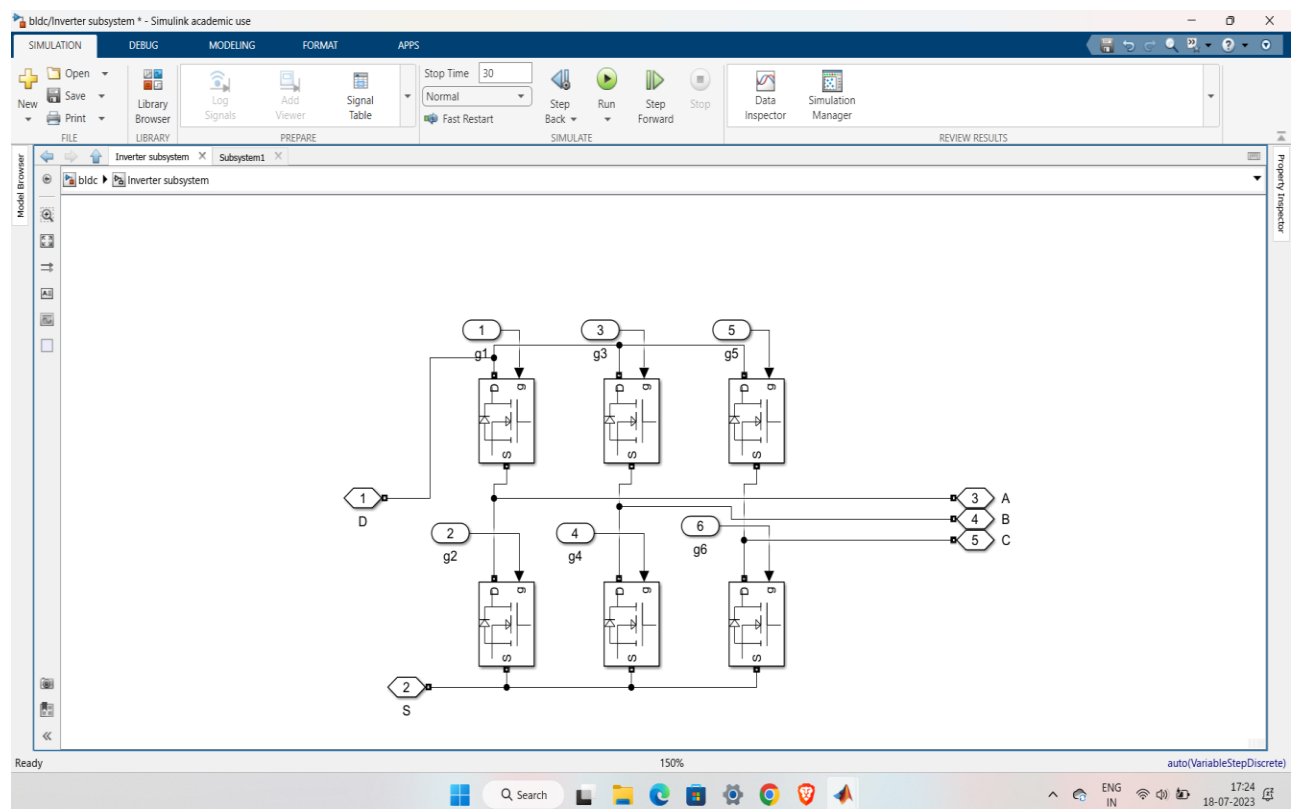 bldc/Inverter subsystem * - Simulink academic use
SIMULATION DEBUG MODELING FORMAT APPS
New
Open
Save
Print
FILE
Library Browser
LIBRARY
Log Signals
Add Viewer
Signal Table
PREPARE
Stop Time 30
Normal
Fast Restart
Step Back
Run
Step Forward
Stop
SIMULATE
Data Inspector
Simulation Manager
REVIEW RESULTS
Model Browser
Inverter subsystem
Subsystem1
bldc Inverter subsystem
Property Inspector
1 3 5
g1 g3 g5
D g D g D g
S S S
1
D
3 A
4 B
5 C
2 4 6
g2 g4 g6
D g D g D g
S S S
2
S
Ready 150% auto(VariableStepDiscrete)
Search
ENG
IN
17:24
18-07-2023